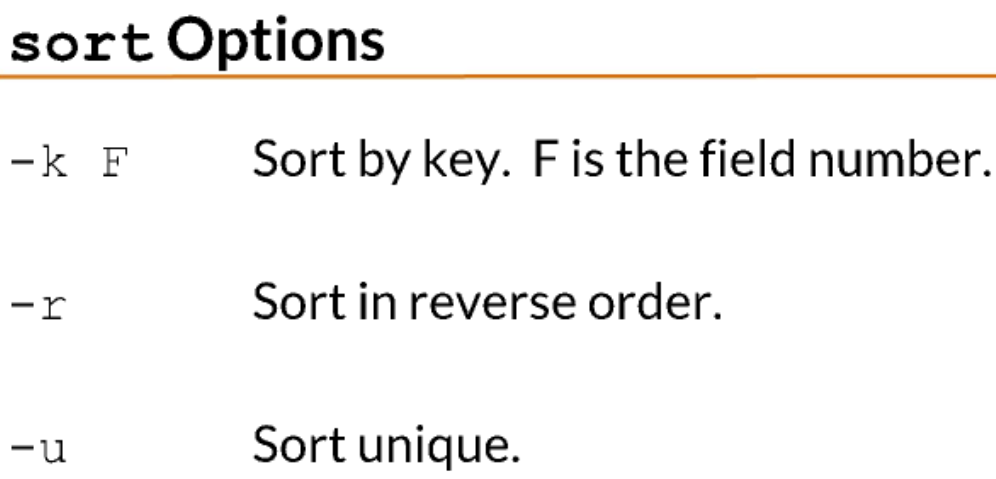 sort Options
-k F Sort by key. F is the field number.
-r Sort in reverse order.
-u Sort unique.